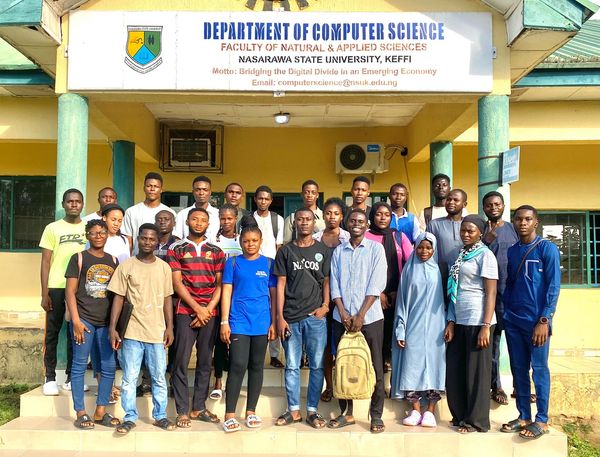 DEPARTMENT OF COMPUTER SCIENCE
FACULTY OF NATURAL & APPLIED SCIENCES
NASARAWA STATE UNIVERSITY, KEFFI
Motto: Bridging the Digital Divide in an Emerging Economy
Email: computerscience@nsuk.edu.ng
NACOS